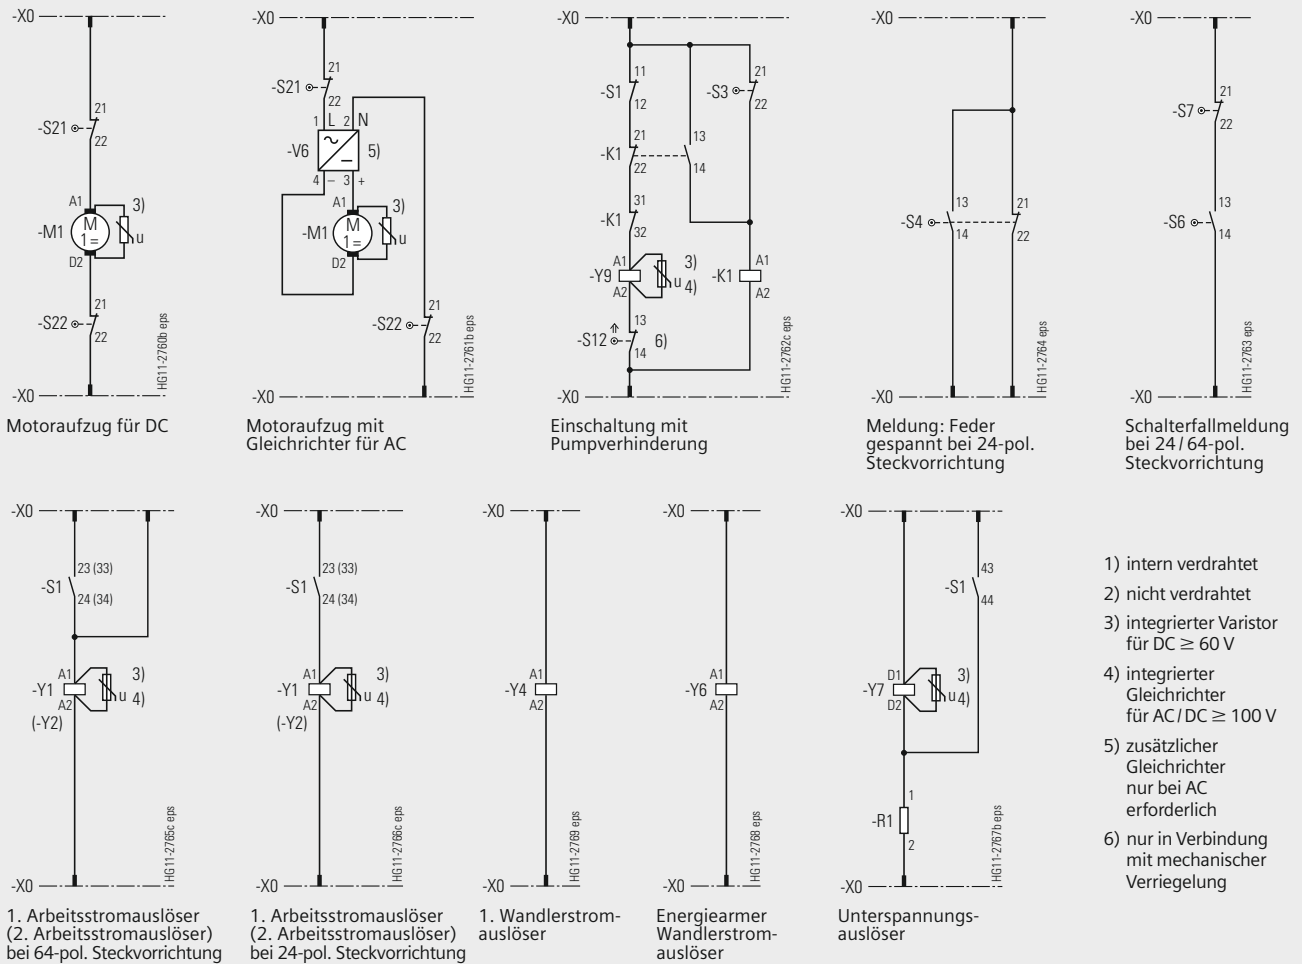 -X0
-S21
21
22
A1
M
1=
-M1
D2
3)
u
-S22
21
22
-X0
HG11-2760b eps
Motoraufzug für DC
-X0
-S21
21
22
1 L 2 N
-V6
5)
4 – 3 +
A1
M
1=
-M1
D2
3)
u
-S22
21
22
-X0
HG11-2761b eps
Motoraufzug mit
Gleichrichter für AC
-X0
-S1
11
12
-S3
21
22
-K1
21
22
13
14
-K1
31
32
-Y9
A1
A2
3)
u 4)
-K1
A1
A2
-S12
13
14
6)
-X0
HG11-2762c eps
Einschaltung mit
Pumpverhinderung
-X0
-S4
13
14
21
22
-X0
HG11-2764 eps
Meldung: Feder
gespannt bei 24-pol.
Steckvorrichtung
-X0
-S7
21
22
-S6
13
14
-X0
HG11-2763 eps
Schalterfallmeldung
bei 24/64-pol.
Steckvorrichtung
-X0
-S1
23 (33)
24 (34)
A1
-Y1
A2
(-Y2)
3)
u 4)
-X0
HG11-2765c eps
1. Arbeitsstromauslöser
(2. Arbeitsstromauslöser)
bei 64-pol. Steckvorrichtung
-X0
-S1
23 (33)
24 (34)
A1
-Y1
A2
(-Y2)
3)
u 4)
-X0
HG11-2766c eps
1. Arbeitsstromauslöser
(2. Arbeitsstromauslöser)
bei 24-pol. Steckvorrichtung
-X0
A1
-Y4
A2
-X0
HG11-2769 eps
1. Wandlerstrom-
auslöser
-X0
A1
-Y6
A2
-X0
HG11-2768 eps
Energiearmer
Wandlerstrom-
auslöser
-X0
-S1
43
44
D1
-Y7
D2
3)
u 4)
1
-R1
2
-X0
HG11-2767b eps
Unterspannungs-
auslöser
1) intern verdrahtet
2) nicht verdrahtet
3) integrierter Varistor
für DC ≥ 60 V
4) integrierter
Gleichrichter
für AC/DC ≥ 100 V
5) zusätzlicher
Gleichrichter
nur bei AC
erforderlich
6) nur in Verbindung
mit mechanischer
Verriegelung